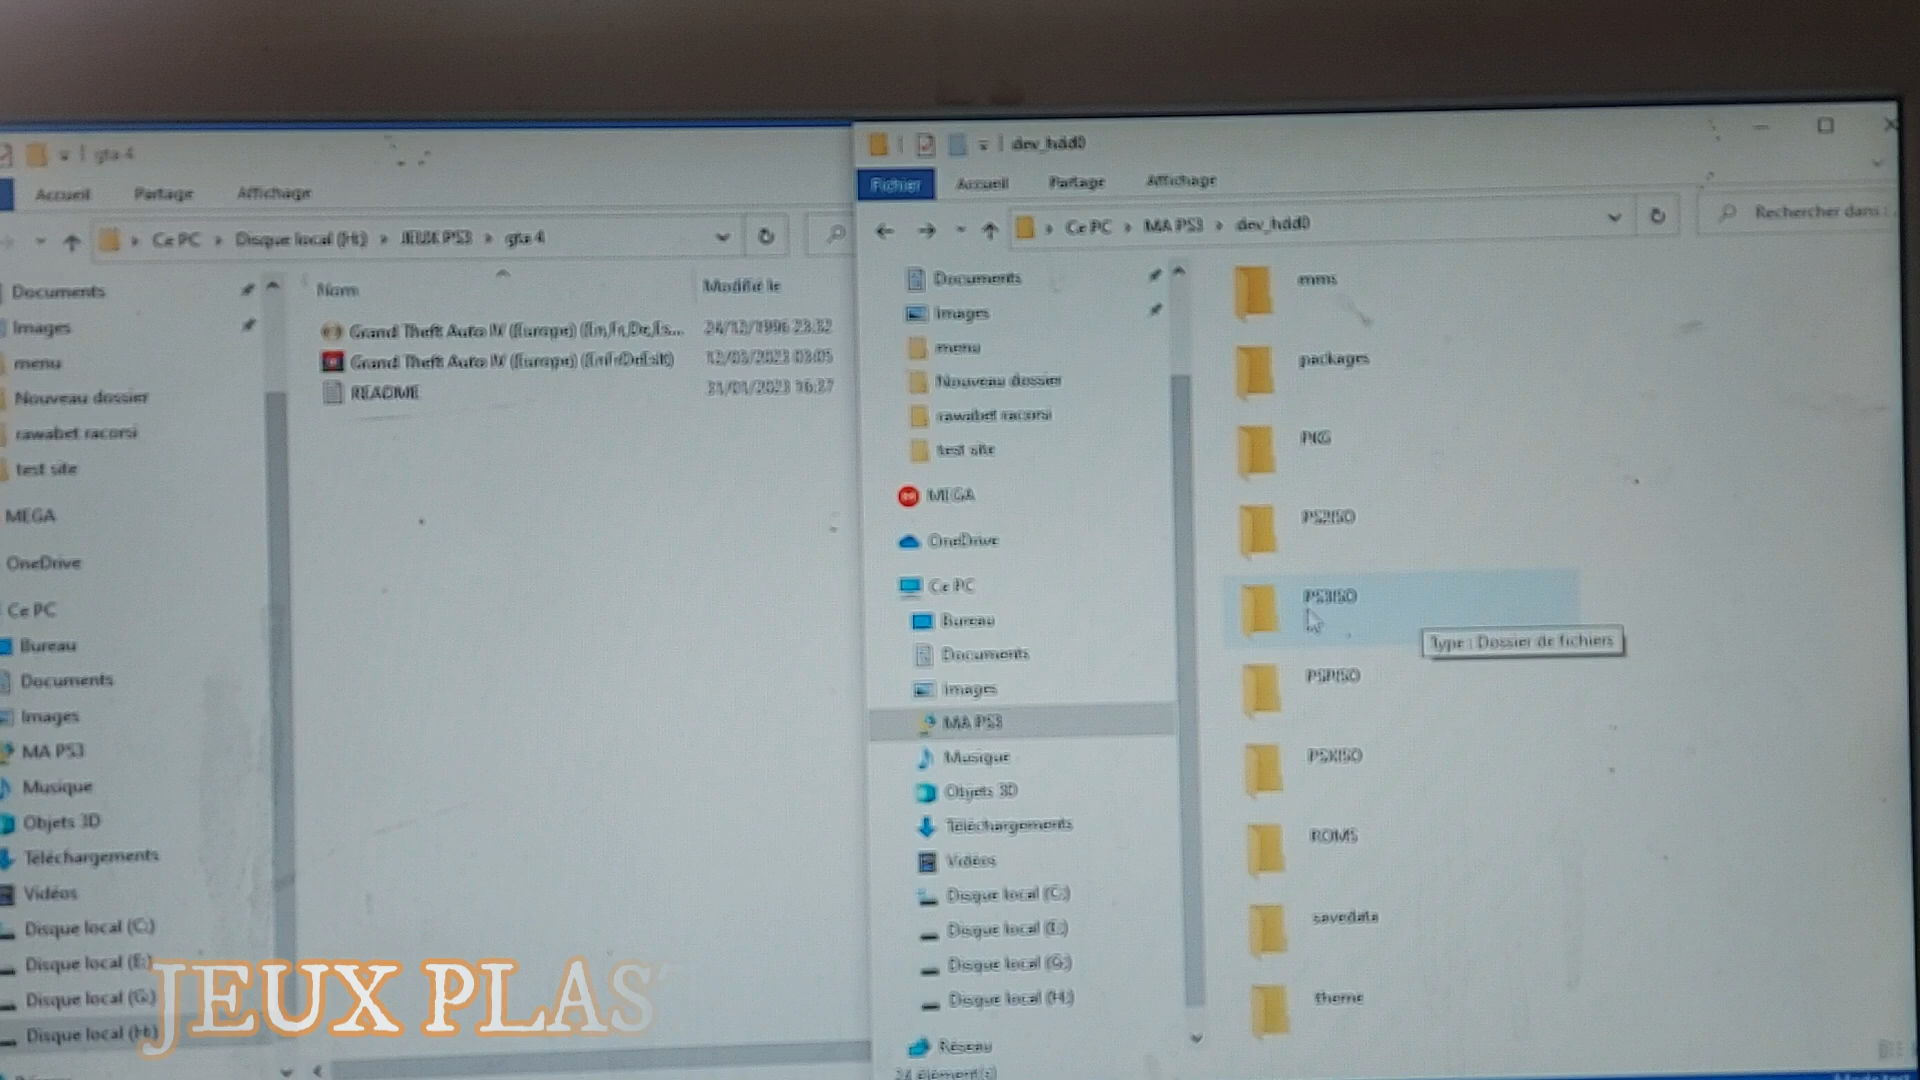 gta 4
Accueil Partage Affichage
Ce PC > Disque local (H:) > JEUX PS3 > gta 4
Documents
Images
menu
Nouveau dossier
rawabet racorsi
test site
MEGA
OneDrive
Ce PC
Bureau
Documents
Images
MA PS3
Musique
Objets 3D
Téléchargements
Vidéos
Disque local (C:)
Disque local (E:)
Disque local (G:)
Disque local (H:)
Nom Modifié le
Grand Theft Auto IV (Europe) (En,Fr,De,Es... 24/12/1996 23:32
Grand Theft Auto IV (Europe) 12/03/2023 03:05
README 31/01/2023 16:37
dev_hdd0
Fichier Accueil Partage Affichage
Ce PC > MA PS3 > dev_hdd0
Rechercher dans :
Documents
Images
menu
Nouveau dossier
rawabet racorsi
test site
MEGA
OneDrive
Ce PC
Bureau
Documents
Images
MA PS3
Musique
Objets 3D
Téléchargements
Vidéos
Disque local (C:)
Disque local (E:)
Disque local (G:)
Disque local (H:)
Réseau
24 élément(s)
mms
packages
PKG
PS2ISO
PS3ISO
Type : Dossier de fichiers
PSPISO
PSXISO
ROMS
savedata
theme
JEUX PLAS